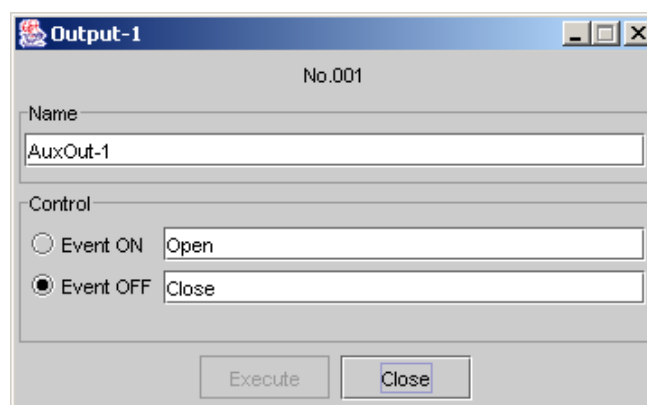 Output-1
No.001
Name
AuxOut-1
Control
Event ON Open
Event OFF Close
Execute Close